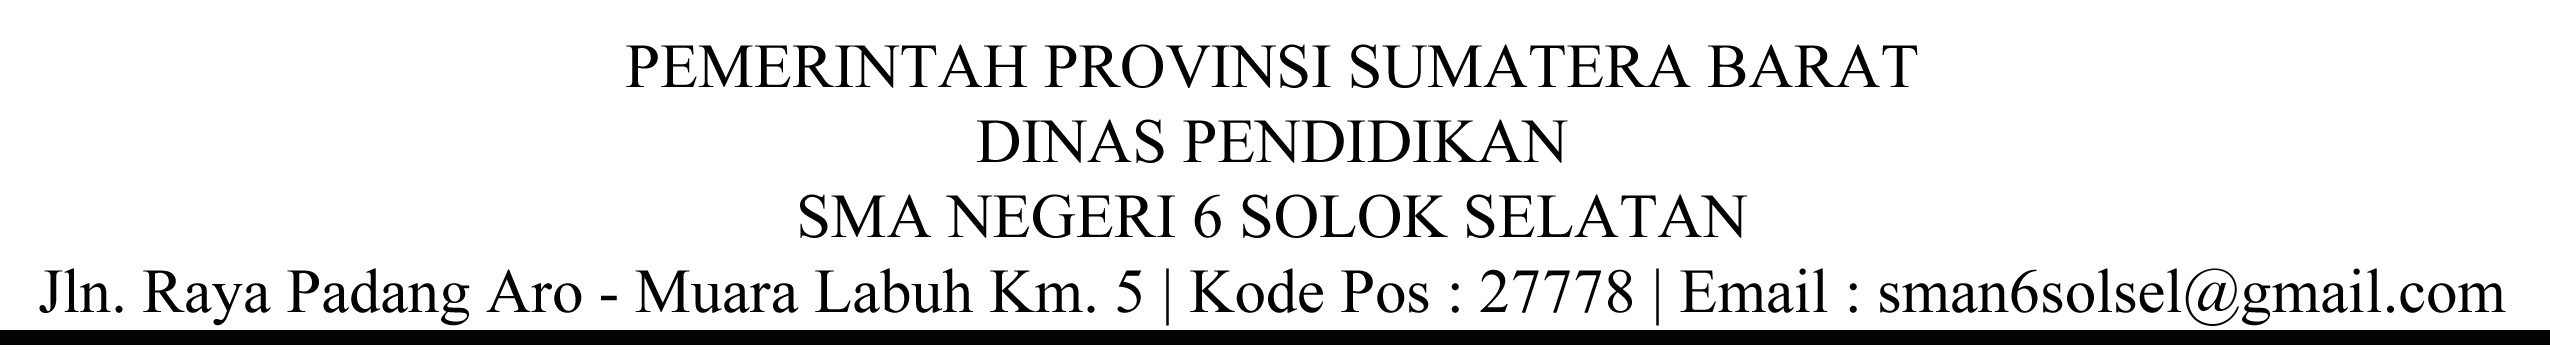 PEMERINTAH PROVINSI SUMATERA BARAT
DINAS PENDIDIKAN
SMA NEGERI 6 SOLOK SELATAN
Jln. Raya Padang Aro - Muara Labuh Km. 5 | Kode Pos : 27778 | Email : sman6solsel@gmail.com